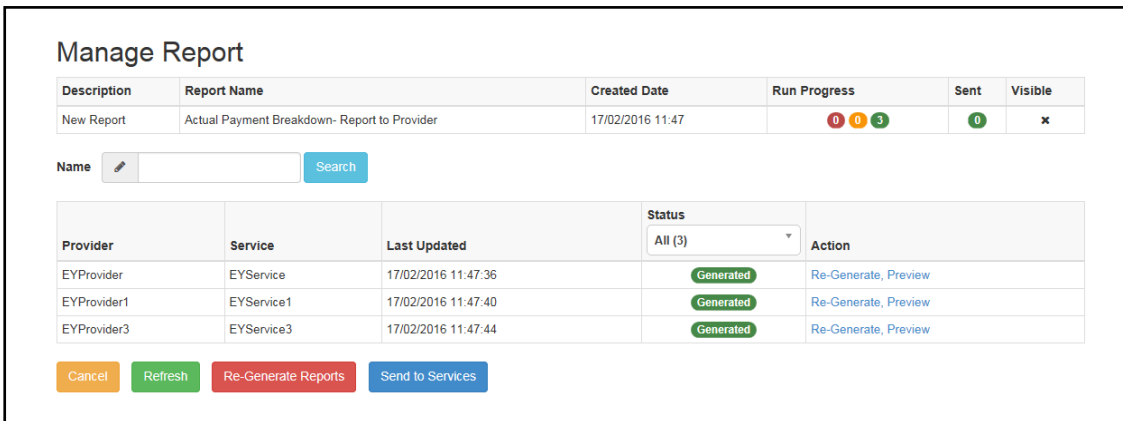 Manage Report
Description Report Name Created Date Run Progress Sent Visible
New Report Actual Payment Breakdown- Report to Provider 17/02/2016 11:47 0 0 3 0 ✖
Name Search
Status
All (3)
Provider Service Last Updated Action
EYProvider EYService 17/02/2016 11:47:36 Generated Re-Generate, Preview
EYProvider1 EYService1 17/02/2016 11:47:40 Generated Re-Generate, Preview
EYProvider3 EYService3 17/02/2016 11:47:44 Generated Re-Generate, Preview
Cancel Refresh Re-Generate Reports Send to Services